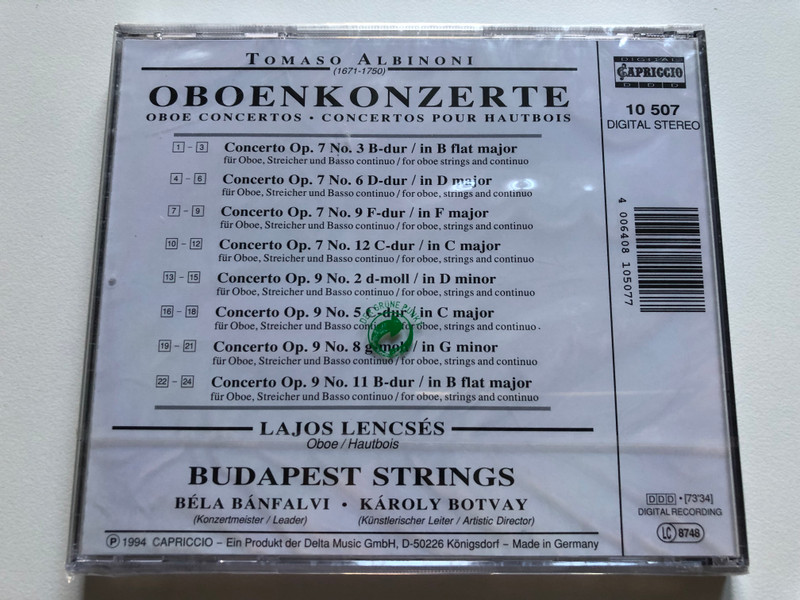 TOMASO ALBINONI
(1671-1750)
OBOENKONZERTE
OBOE CONCERTOS · CONCERTOS POUR HAUTBOIS
1 - 3 Concerto Op. 7 No. 3 B-dur / in B flat major
für Oboe, Streicher und Basso continuo / for oboe strings and continuo
4 - 6 Concerto Op. 7 No. 6 D-dur / in D major
für Oboe, Streicher und Basso continuo / for oboe, strings and continuo
7 - 9 Concerto Op. 7 No. 9 F-dur / in F major
für Oboe, Streicher und Basso continuo / for oboe, strings and continuo
10 - 12 Concerto Op. 7 No. 12 C-dur / in C major
für Oboe, Streicher und Basso continuo / for oboe, strings and continuo
13 - 15 Concerto Op. 9 No. 2 d-moll / in D minor
für Oboe, Streicher und Basso continuo / for oboe, strings and continuo
16 - 18 Concerto Op. 9 No. 5 C-dur / in C major
für Oboe, Streicher und Basso continuo / for oboe, strings and continuo
19 - 21 Concerto Op. 9 No. 8 g-moll / in G minor
für Oboe, Streicher und Basso continuo / for oboe, strings and continuo
22 - 24 Concerto Op. 9 No. 11 B-dur / in B flat major
für Oboe, Streicher und Basso continuo / for oboe, strings and continuo
GRÜNE PUNKT
LAJOS LENCSÉS
Oboe / Hautbois
BUDAPEST STRINGS
BÉLA BÁNFALVI · KÁROLY BOTVAY
(Konzertmeister / Leader) (Künstlerischer Leiter / Artistic Director)
Ⓟ 1994 CAPRICCIO – Ein Produkt der Delta Music GmbH, D-50226 Königsdorf – Made in Germany
DIGITAL
CAPRICCIO
DDD
10 507
DIGITAL STEREO
4 006408 105077
DDD · [73'34]
DIGITAL RECORDING
LC 8748